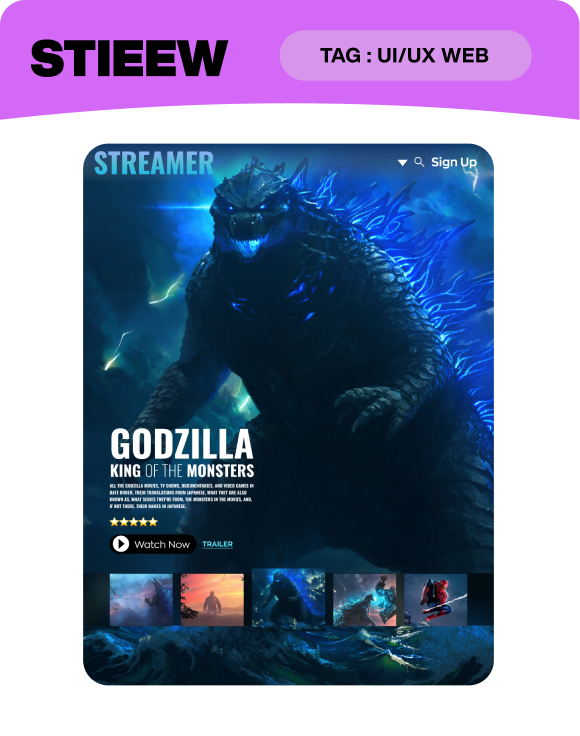 STIEEW
TAG : UI/UX WEB
STREAMER
Sign Up
GODZILLA
KING OF THE MONSTERS
ALL THE GODZILLA MOVIES, TV SHOWS, DOCUMENTARIES, AND VIDEO GAMES IN
DATE ORDER, THEIR TRANSLATIONS FROM JAPANESE, WHAT THEY ARE ALSO
KNOWN AS, WHAT SERIES THEY'RE FROM, THE MONSTERS IN THE MOVIES, AND,
IF NOT THERE, THEIR NAMES IN JAPANESE.
Watch Now
TRAILER